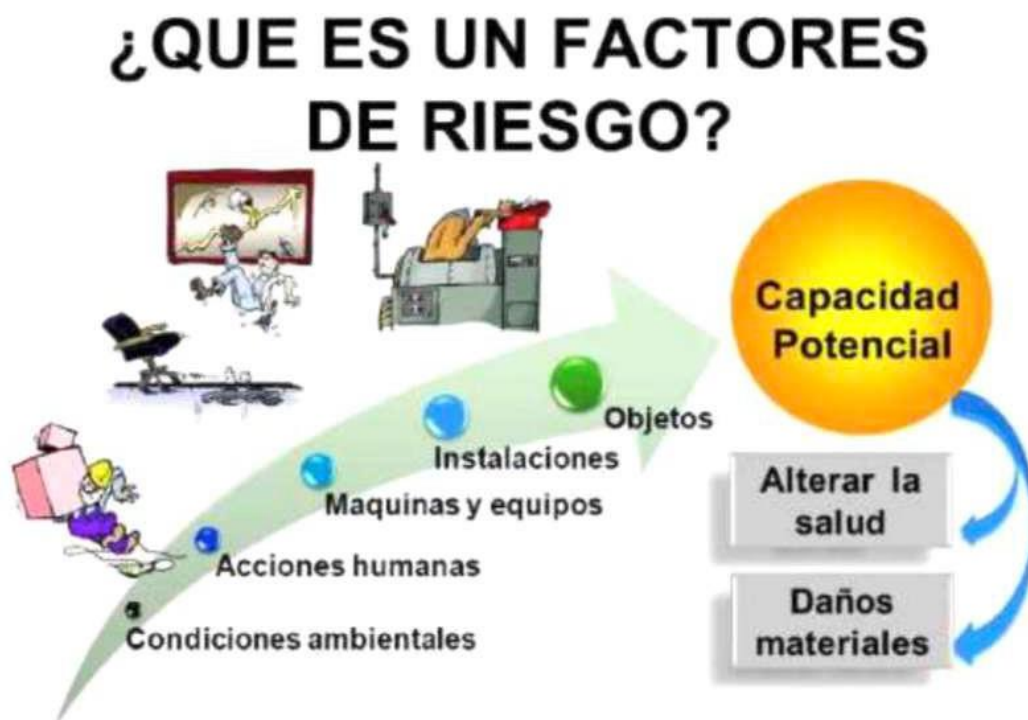 ¿QUE ES UN FACTORES
DE RIESGO?
Capacidad
Potencial
Objetos
Instalaciones
Maquinas y equipos
Acciones humanas
Condiciones ambientales
Alterar la
salud
Daños
materiales